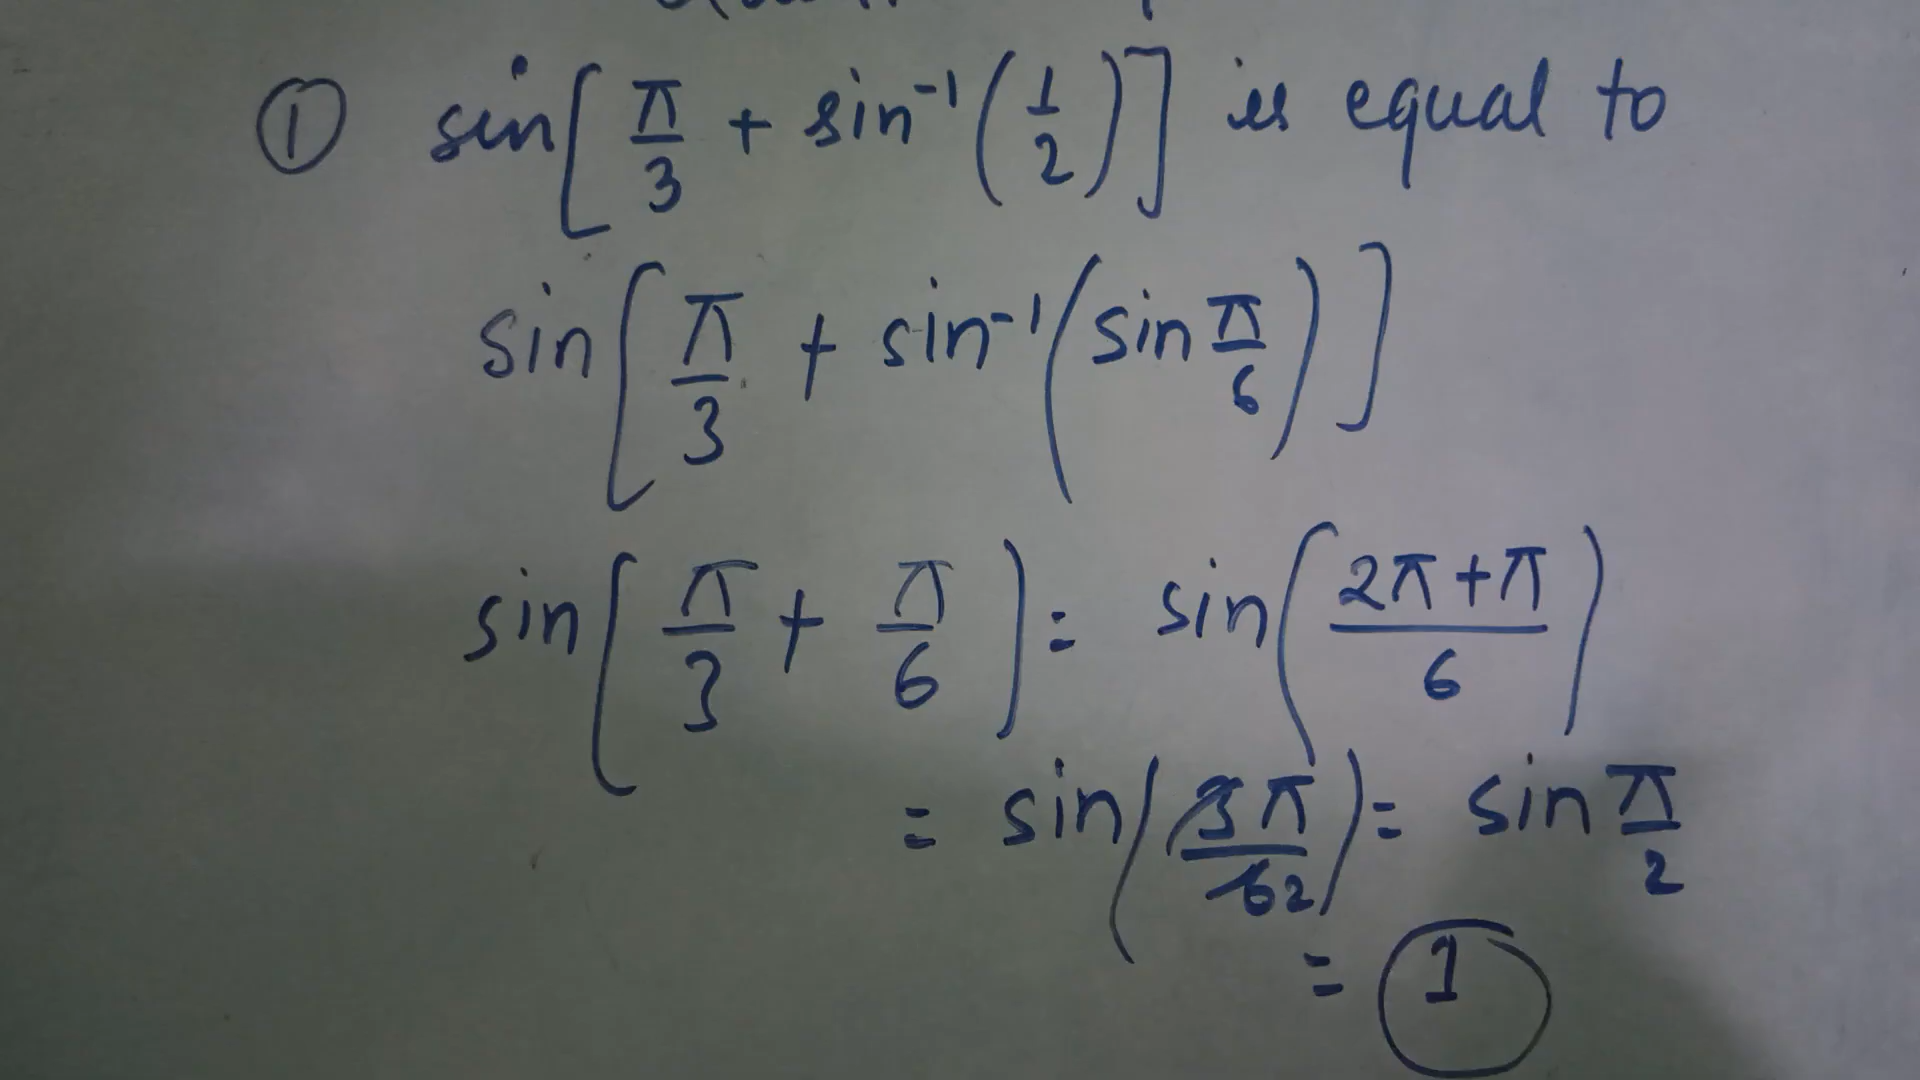 ① sin[π/3 + sin⁻¹(1/2)] is equal to
sin[π/3 + sin⁻¹(sin π/6)]
sin[π/3 + π/6) = sin(2π+π/6)
= sin(3π/62) = sin π/2
= 1